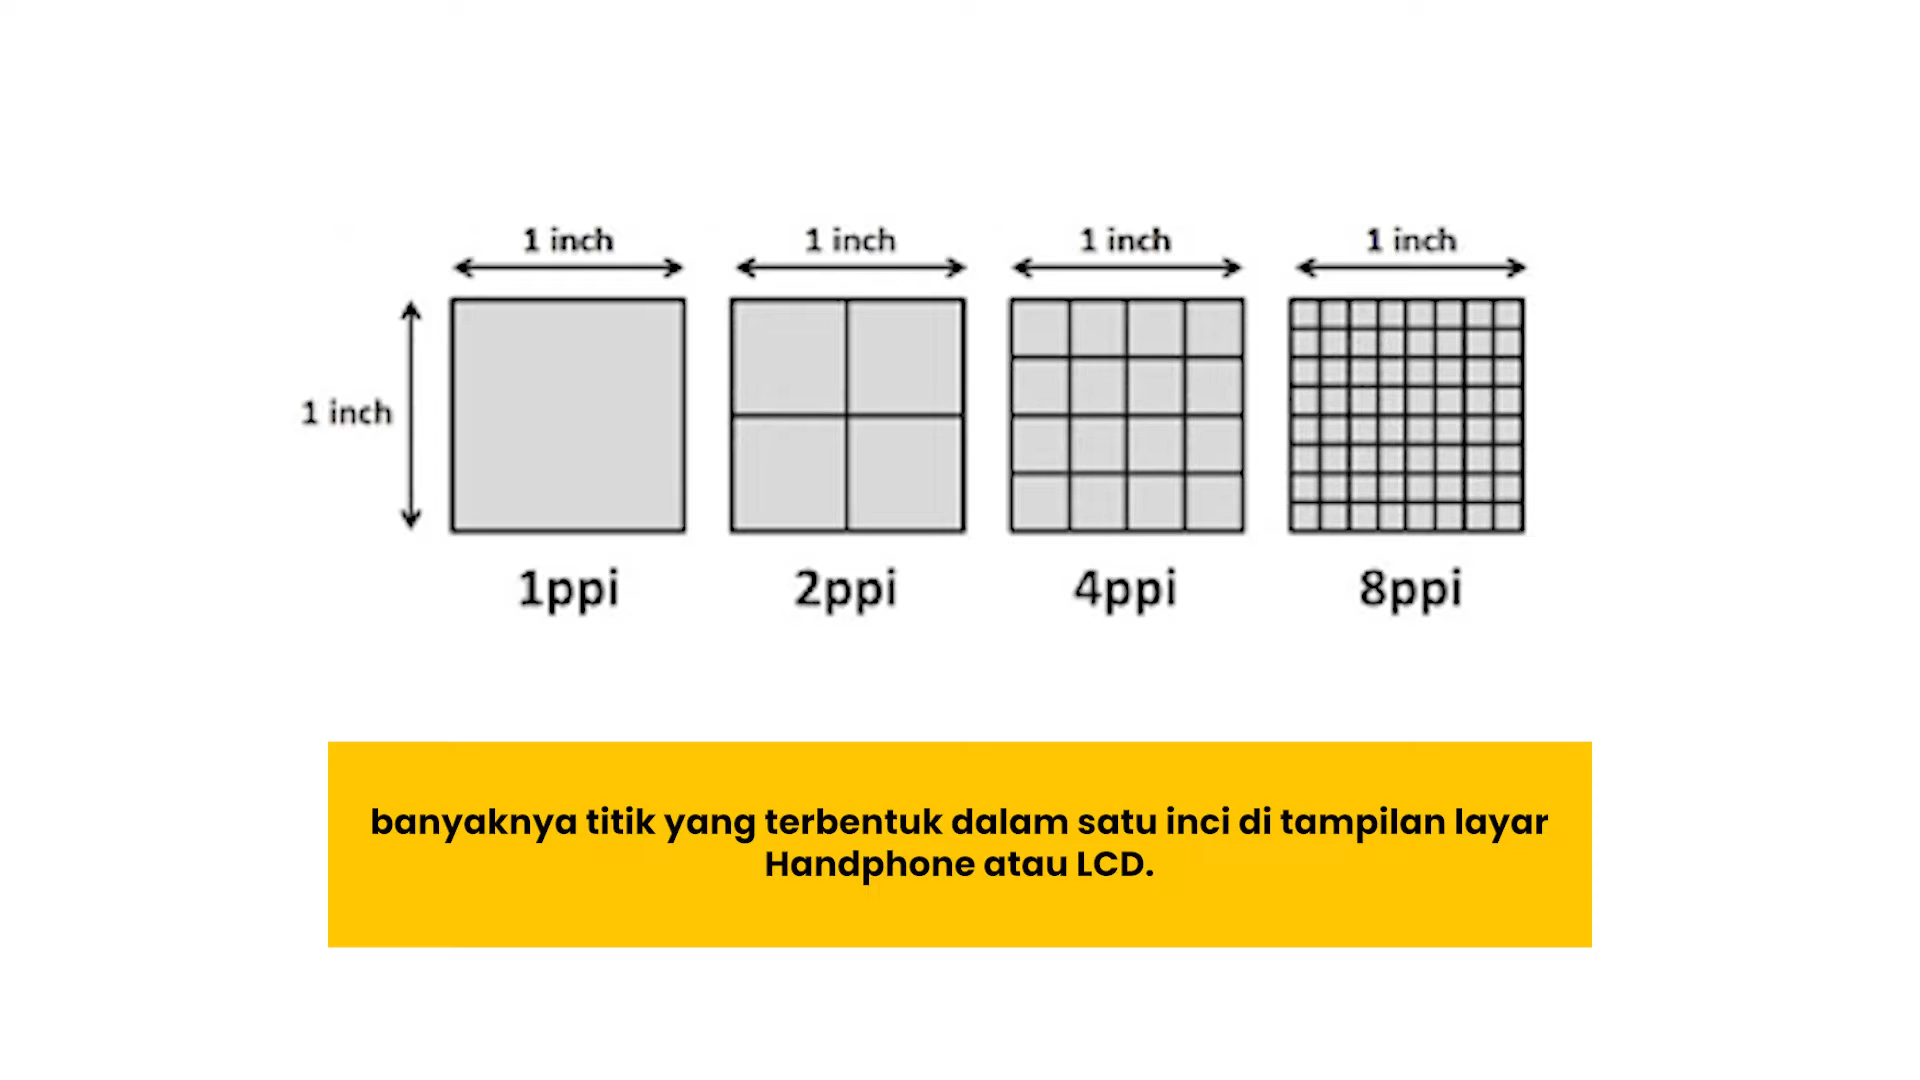 1 inch 1 inch 1 inch 1 inch
1 inch
1ppi 2ppi 4ppi 8ppi
banyaknya titik yang terbentuk dalam satu inci di tampilan layar
Handphone atau LCD.